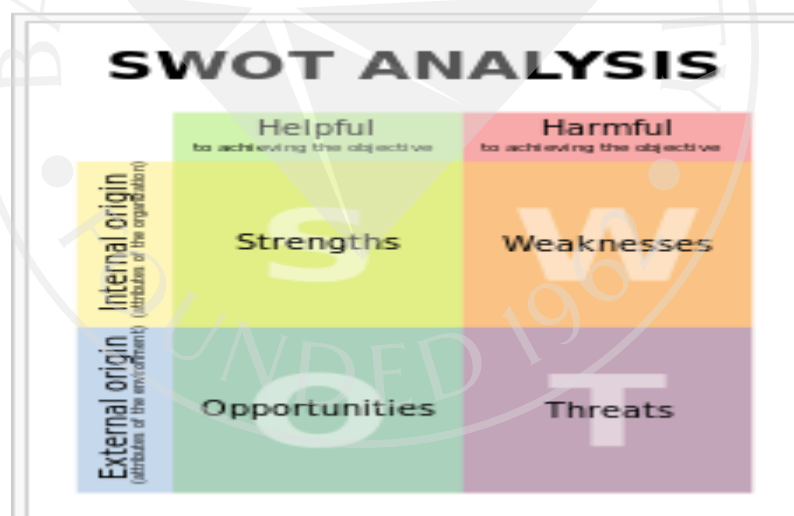 SWOT ANALYSIS
Helpful
to achieving the objective
Harmful
to achieving the objective
Internal origin
(attributes of the organization)
S
Strengths
W
Weaknesses
External origin
(attributes of the environment)
O
Opportunities
T
Threats
FOUNDED 196